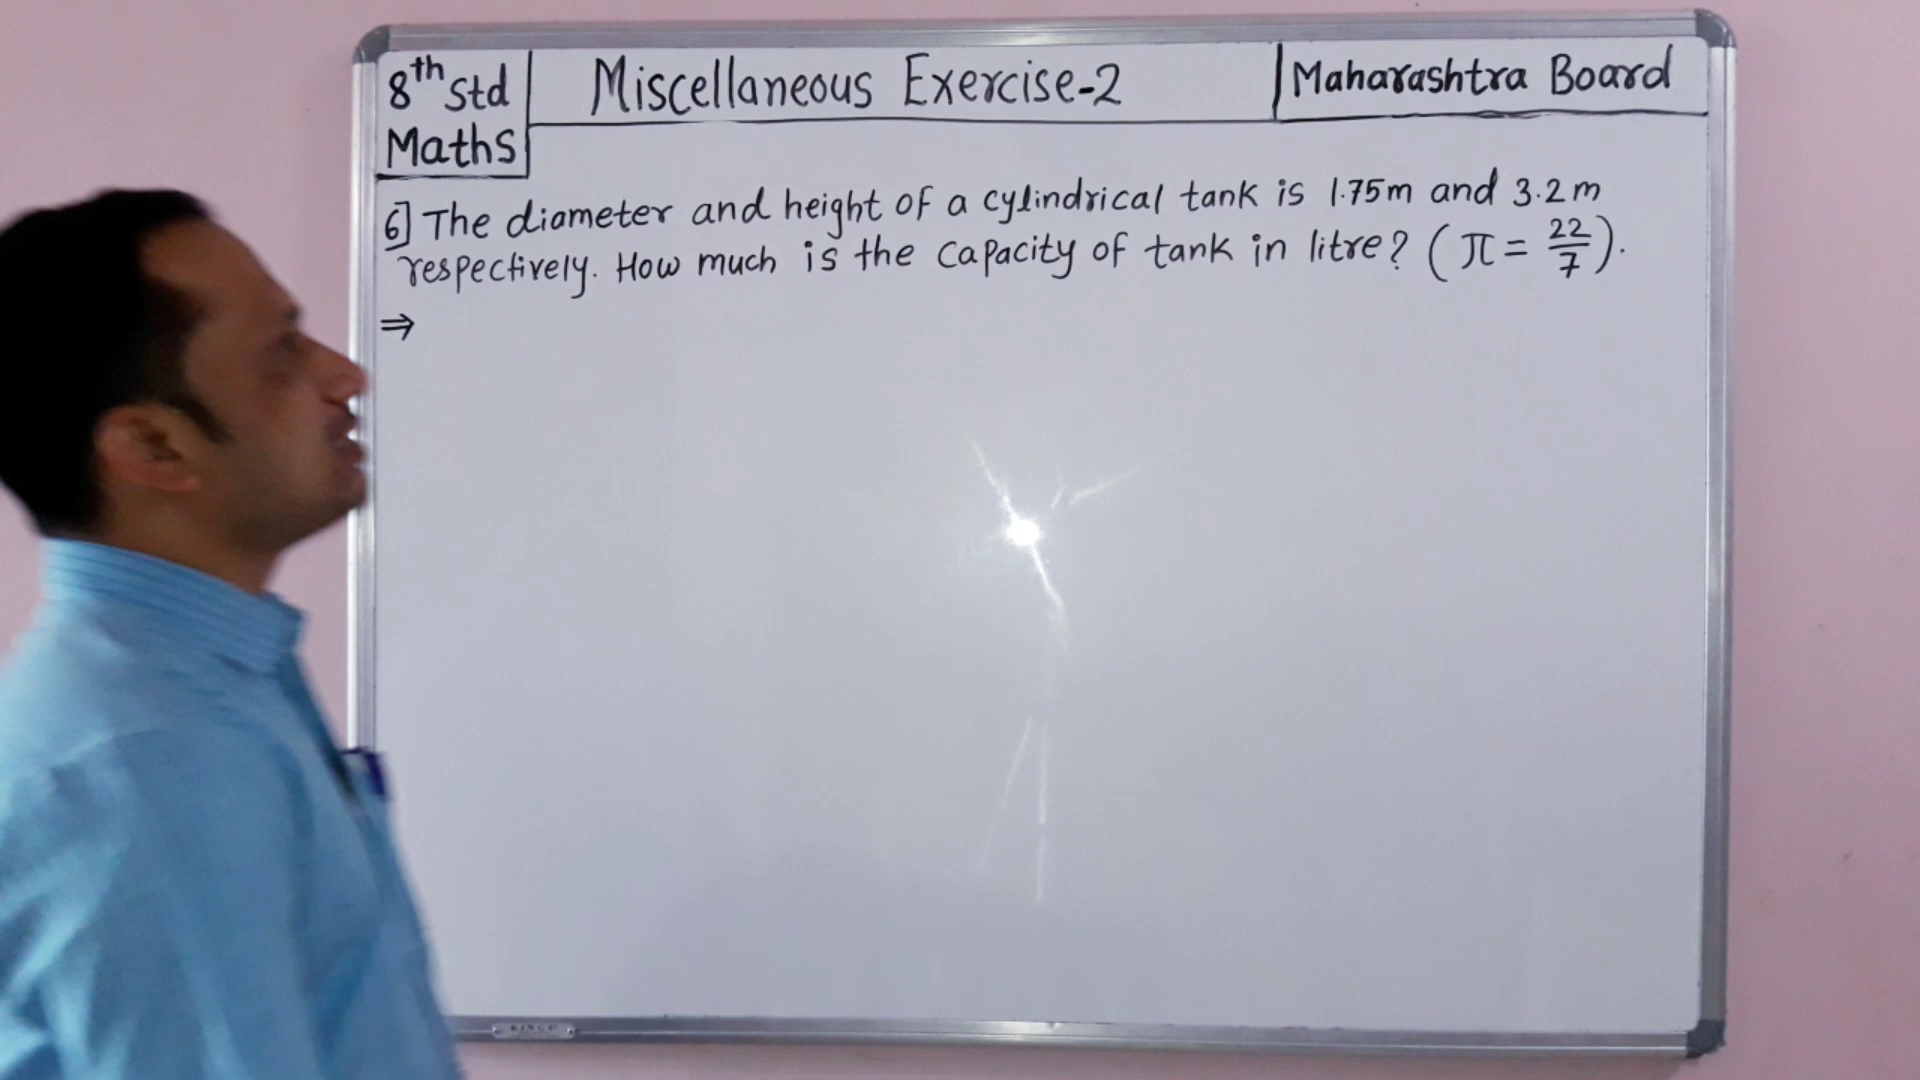 8th std
Maths
Miscellaneous Exercise-2
Maharashtra Board
6] The diameter and height of a cylindrical tank is 1.75m and 3.2m
respectively. How much is the capacity of tank in litre? (π = 22/7).
⇒